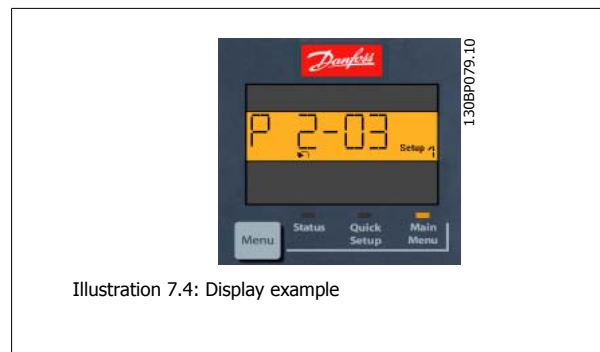 Danfoss
130BP079.10
P 2-03
Setup 1
Menu
Status
Quick Setup
Main Menu
Illustration 7.4: Display example